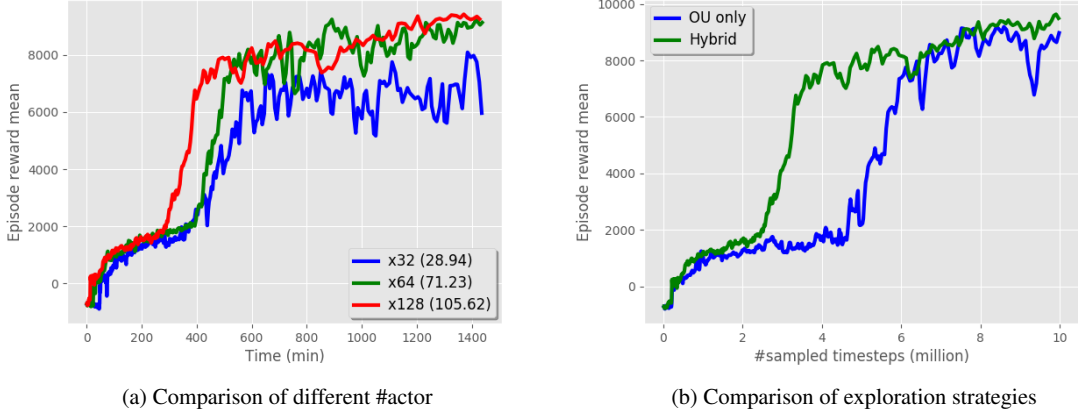 Episode reward mean
8000
6000
4000
2000
0
x32 (28.94)
x64 (71.23)
x128 (105.62)
0 200 400 600 800 1000 1200 1400
Time (min)
(a) Comparison of different #actor
Episode reward mean
10000
8000
6000
4000
2000
0
OU only
Hybrid
0 2 4 6 8 10
#sampled timesteps (million)
(b) Comparison of exploration strategies